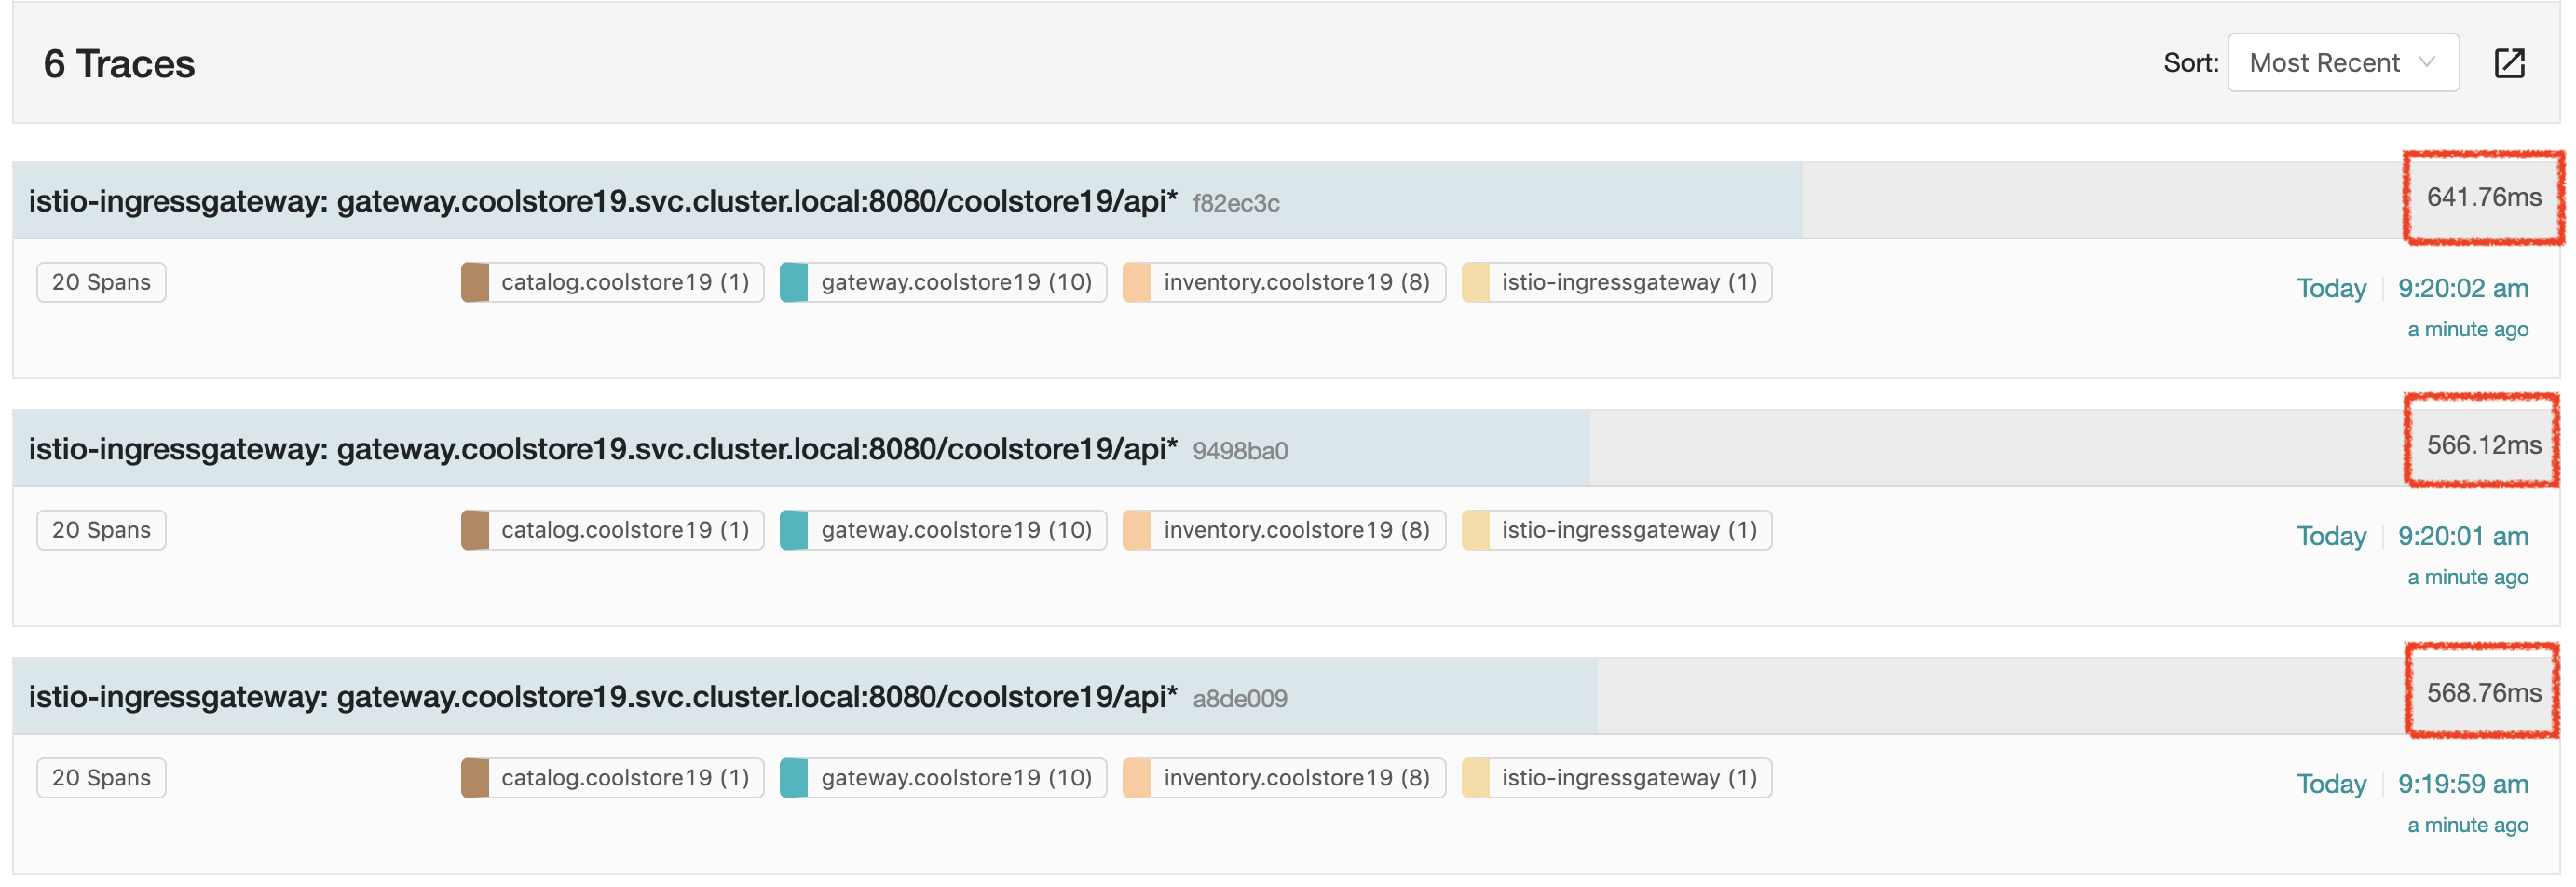 6 Traces
Sort: Most Recent
istio-ingressgateway: gateway.coolstore19.svc.cluster.local:8080/coolstore19/api* f82ec3c 641.76ms
20 Spans catalog.coolstore19 (1) gateway.coolstore19 (10) inventory.coolstore19 (8) istio-ingressgateway (1) Today 9:20:02 am
a minute ago
istio-ingressgateway: gateway.coolstore19.svc.cluster.local:8080/coolstore19/api* 9498ba0 566.12ms
20 Spans catalog.coolstore19 (1) gateway.coolstore19 (10) inventory.coolstore19 (8) istio-ingressgateway (1) Today 9:20:01 am
a minute ago
istio-ingressgateway: gateway.coolstore19.svc.cluster.local:8080/coolstore19/api* a8de009 568.76ms
20 Spans catalog.coolstore19 (1) gateway.coolstore19 (10) inventory.coolstore19 (8) istio-ingressgateway (1) Today 9:19:59 am
a minute ago